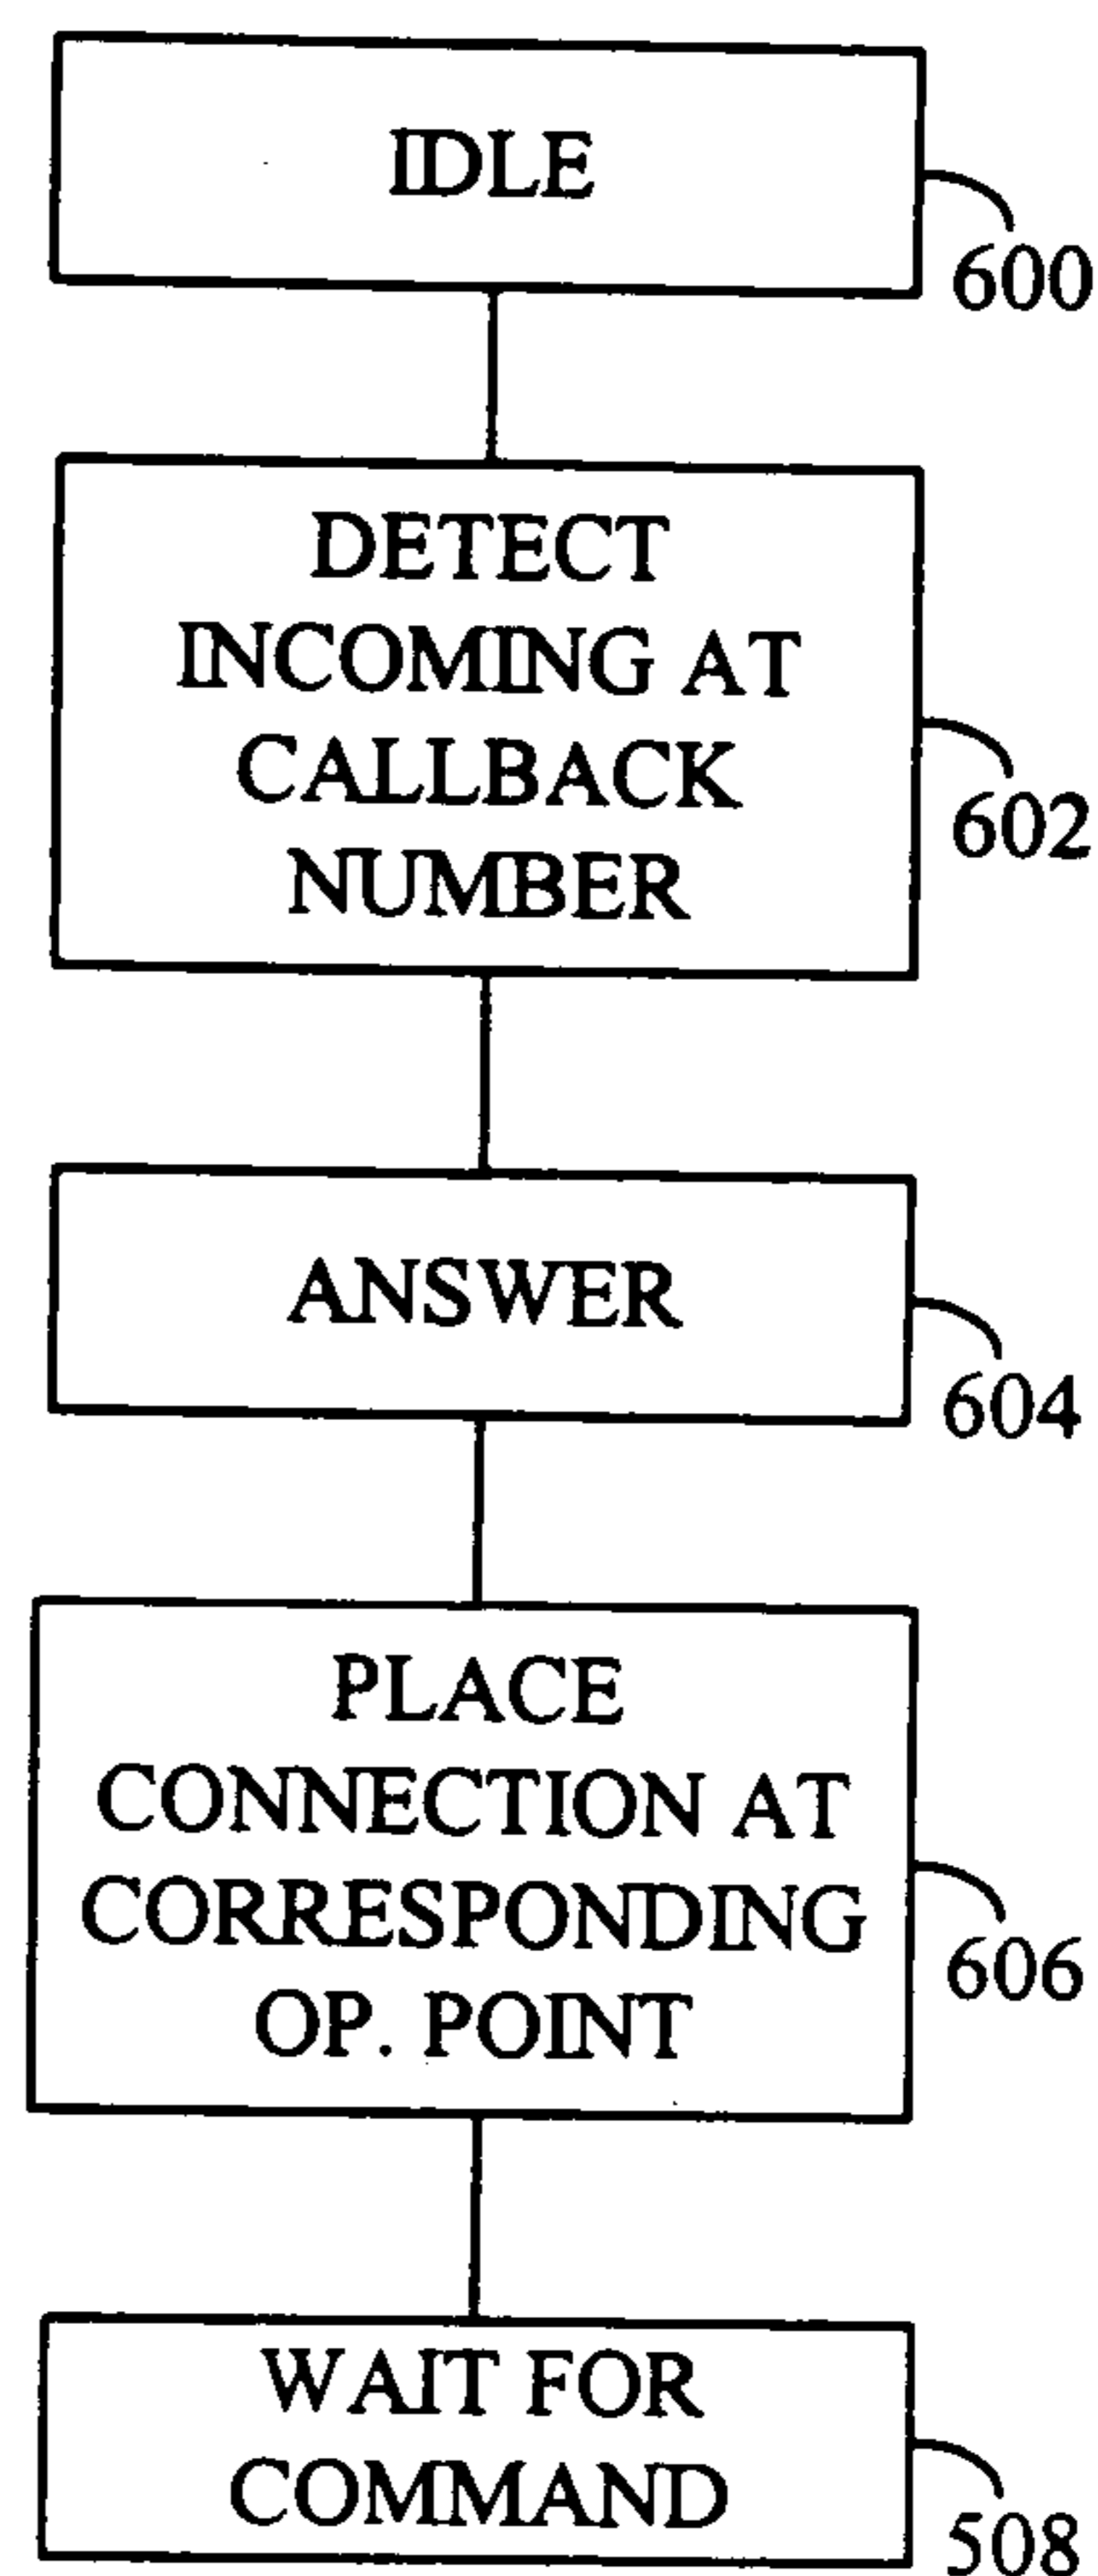 IDLE
600
DETECT
INCOMING AT
CALLBACK
NUMBER
602
ANSWER
604
PLACE
CONNECTION AT
CORRESPONDING
OP. POINT
606
WAIT FOR
COMMAND
508